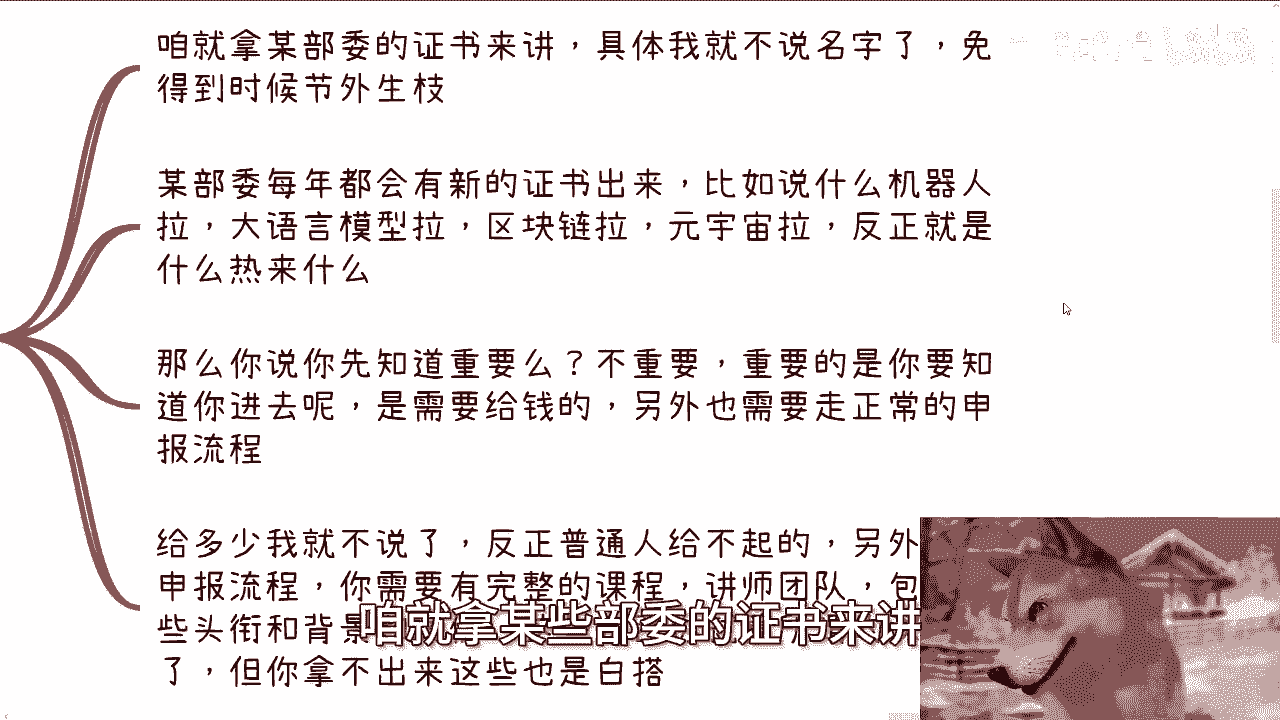 咱就拿某部委的证书来讲，具体我就不说名字了，免
得到时候节外生枝
某部委每年都会有新的证书出来，比如说什么机器人
拉，大语言模型拉，区块链拉，元宇宙拉，反正就是
什么热来什么
那么你说你先知道重要么？不重要，重要的是你要知
道你进去呢，是需要给钱的，另外也需要走正常的申
报流程
给多少我就不说了，反正普通人给不起的，另外
申报流程，你需要有完整的课程，讲师团队，包
些头衔和背景
了，但你拿不出来这些也是白搭
咱就拿某些部委的证书来讲